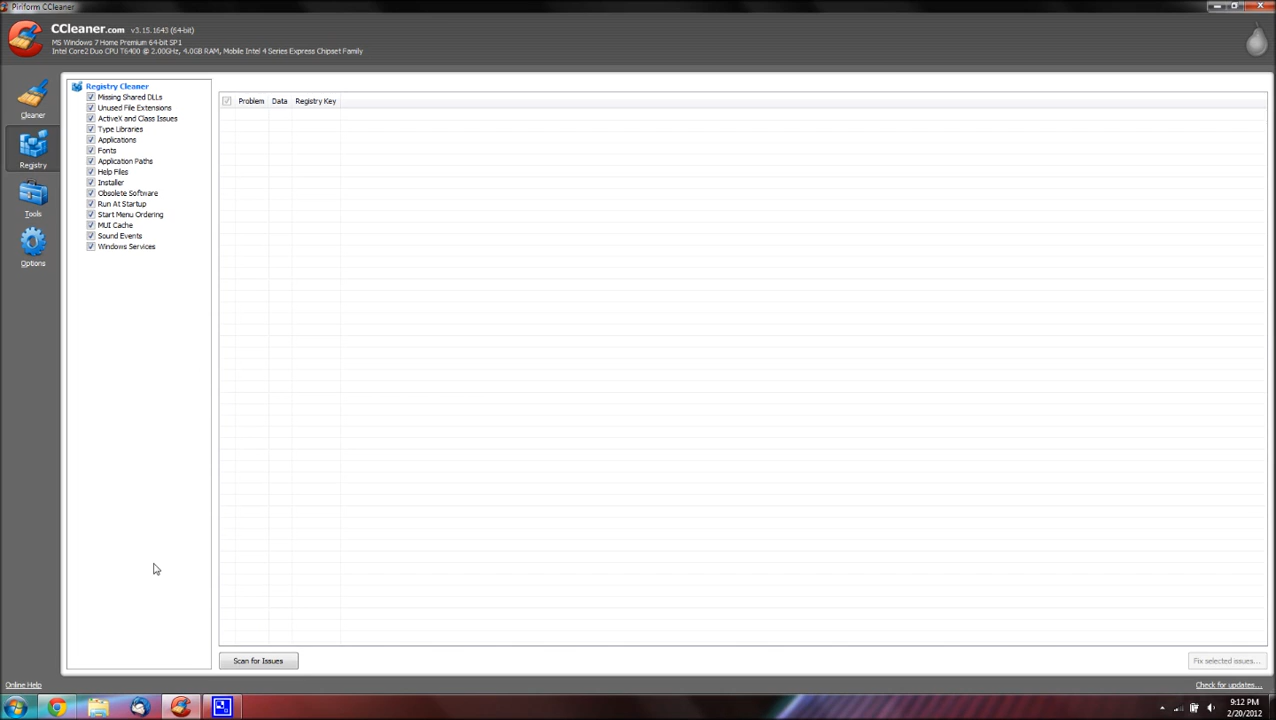 Piriform CCleaner
CCleaner.com v3.15.1643 (64-bit)
MS Windows 7 Home Premium 64-bit SP1
Intel Core2 Duo CPU T6400 @ 2.00GHz, 4.0GB RAM, Mobile Intel 4 Series Express Chipset Family
Cleaner
Registry
Tools
Options
Registry Cleaner
Missing Shared DLLs
Unused File Extensions
ActiveX and Class Issues
Type Libraries
Applications
Fonts
Application Paths
Help Files
Installer
Obsolete Software
Run At Startup
Start Menu Ordering
MUI Cache
Sound Events
Windows Services
Problem Data Registry Key
Scan for Issues
Fix selected issues...
Online Help
Check for updates...
9:12 PM
2/20/2012